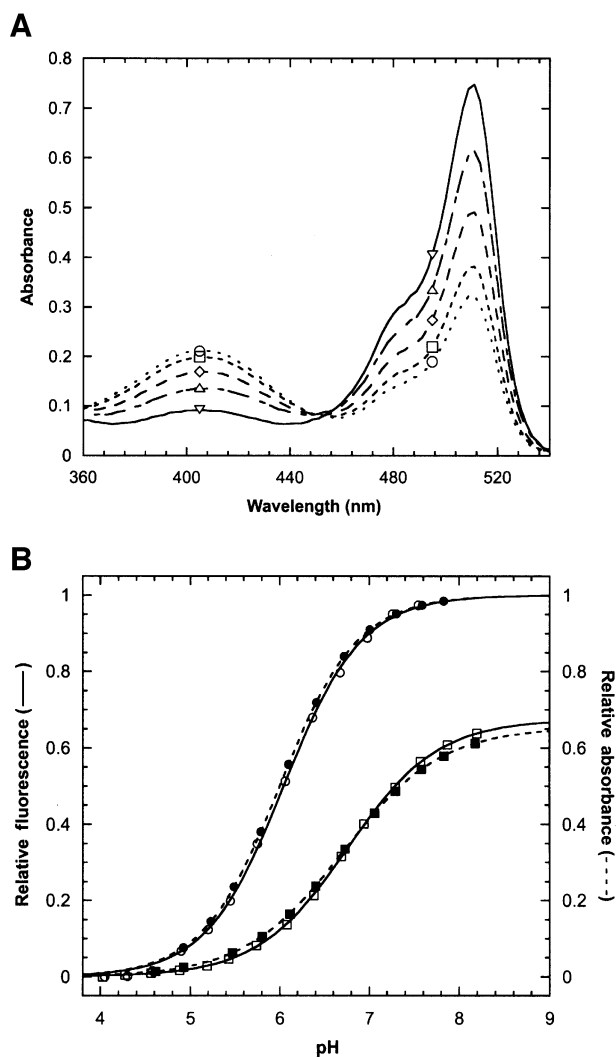 A
0.8
0.7
0.6
0.5
0.4
0.3
0.2
0.1
0
Absorbance
360 400 440 480 520
Wavelength (nm)
B
1
0.8
0.6
0.4
0.2
0
Relative fluorescence (——)
1
0.8
0.6
0.4
0.2
0
Relative absorbance (----)
4 5 6 7 8 9
pH